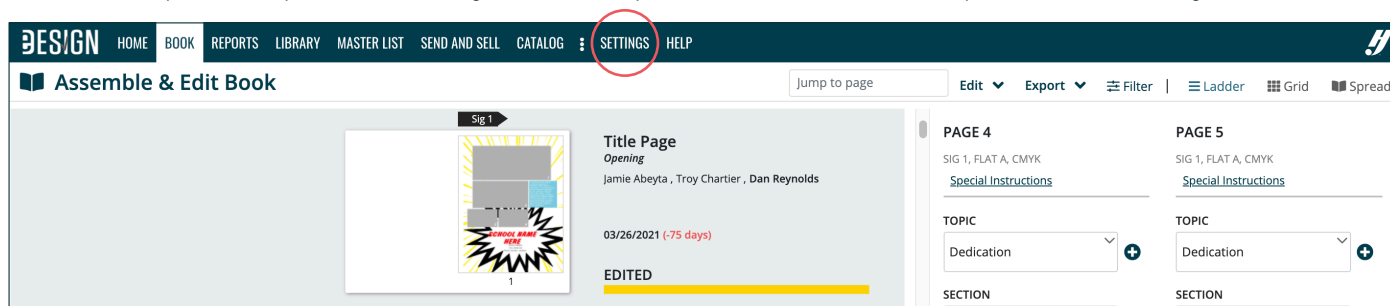 DESIGN HOME BOOK REPORTS LIBRARY MASTER LIST SEND AND SELL CATALOG SETTINGS HELP
Assemble & Edit Book
Jump to page
Edit Export Filter | Ladder Grid Spread
Sig 1
SCHOOL NAME
HERE
1
Title Page
Opening
Jamie Abeyta , Troy Chartier , Dan Reynolds
03/26/2021 (-75 days)
EDITED
PAGE 4
SIG 1, FLAT A, CMYK
Special Instructions
TOPIC
Dedication
SECTION
PAGE 5
SIG 1, FLAT A, CMYK
Special Instructions
TOPIC
Dedication
SECTION